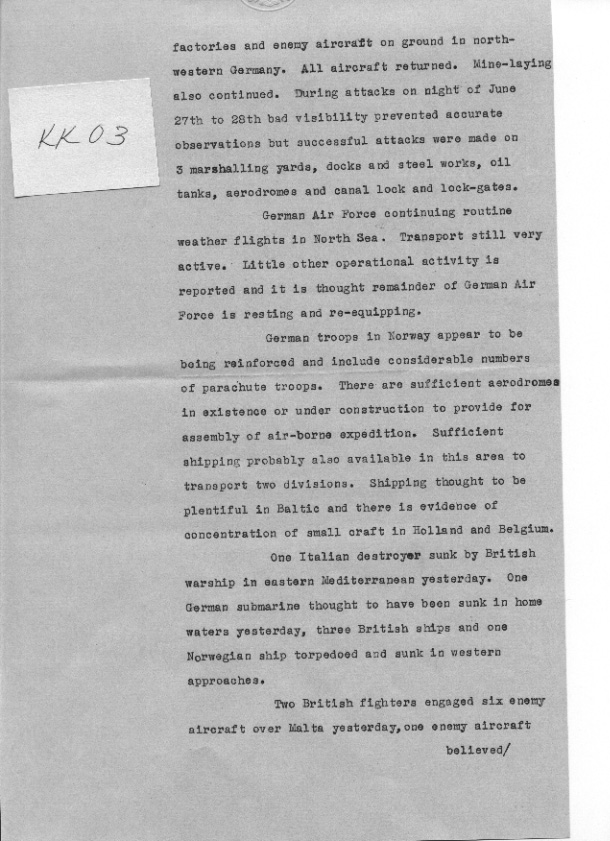 KK03
factories and enemy aircraft on ground in north-
western Germany. All aircraft returned. Mine-laying
also continued. During attacks on night of June
27th to 28th bad visibility prevented accurate
observations but successful attacks were made on
3 marshalling yards, docks and steel works, oil
tanks, aerodromes and canal lock and lock-gates.
German Air Force continuing routine
weather flights in North Sea. Transport still very
active. Little other operational activity is
reported and it is thought remainder of German Air
Force is resting and re-equipping.
German troops in Norway appear to be
being reinforced and include considerable numbers
of parachute troops. There are sufficient aerodromes
in existence or under construction to provide for
assembly of air-borne expedition. Sufficient
shipping probably also available in this area to
transport two divisions. Shipping thought to be
plentiful in Baltic and there is evidence of
concentration of small craft in Holland and Belgium.
One Italian destroyer sunk by British
warship in eastern Mediterranean yesterday. One
German submarine thought to have been sunk in home
waters yesterday, three British ships and one
Norwegian ship torpedoed and sunk in western
approaches.
Two British fighters engaged six enemy
aircraft over Malta yesterday,one enemy aircraft
believed/